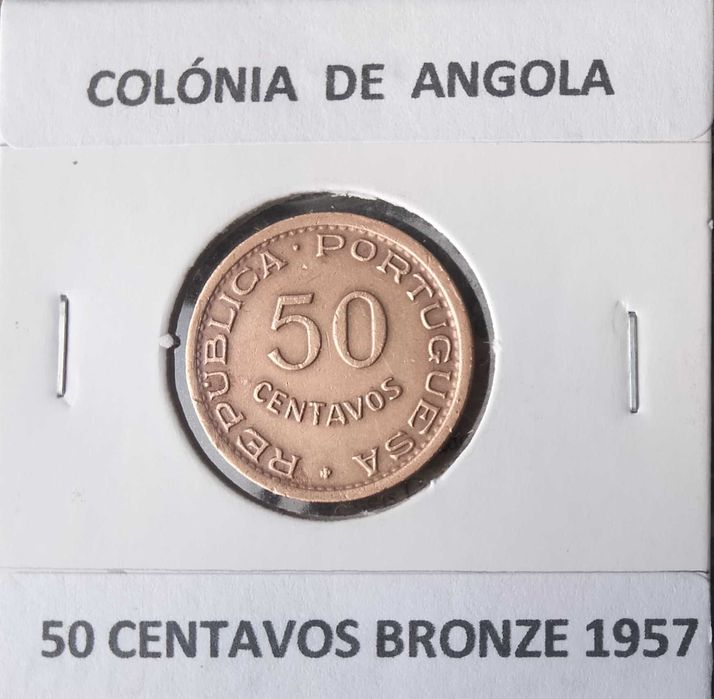 COLÓNIA DE ANGOLA
REPÚBLICA · PORTUGUESA
50
CENTAVOS
50 CENTAVOS BRONZE 1957